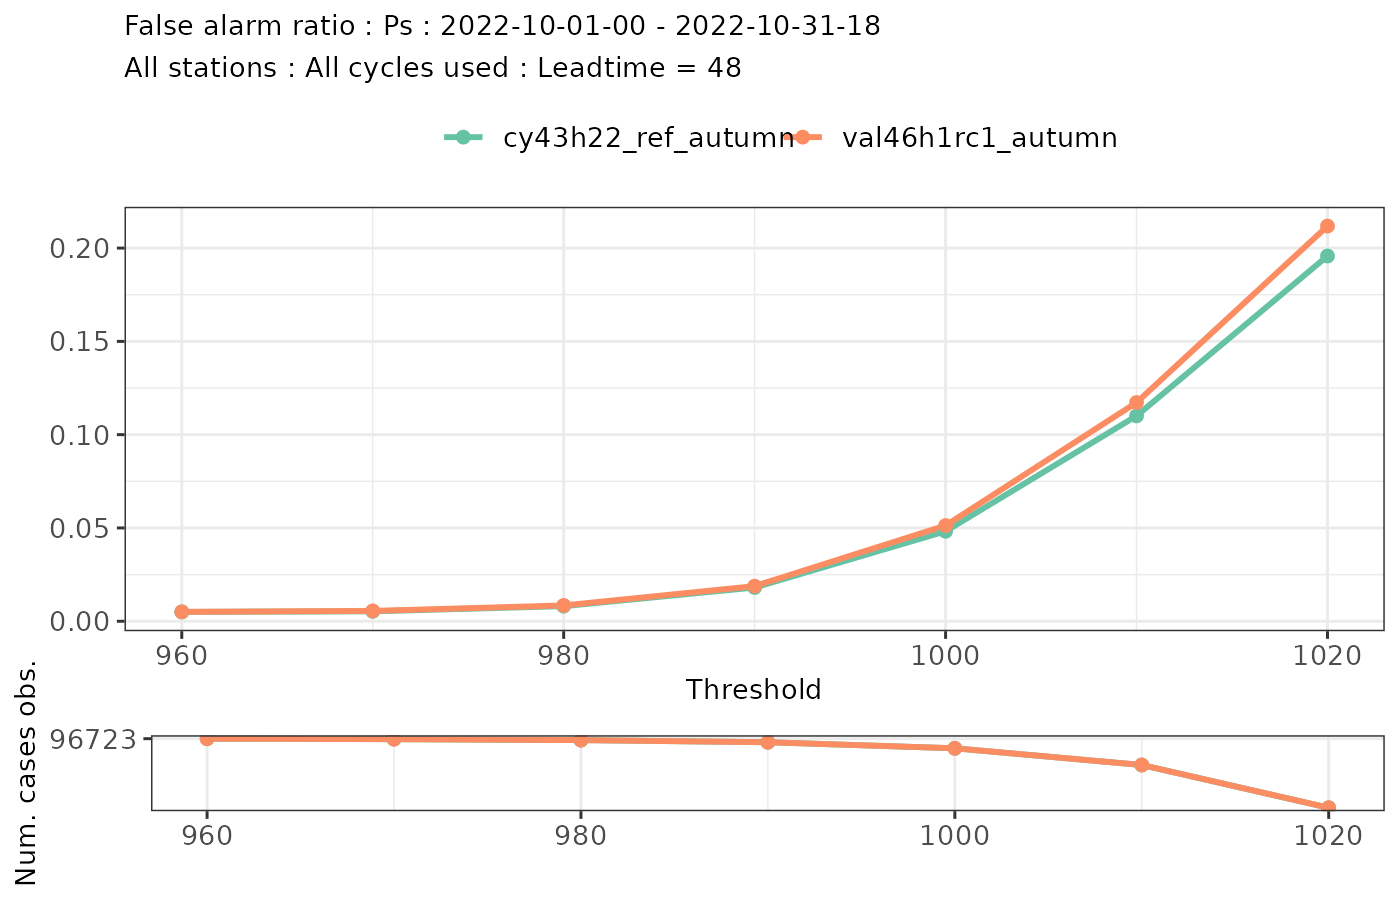 False alarm ratio : Ps : 2022-10-01-00 - 2022-10-31-18
All stations : All cycles used : Leadtime = 48
cy43h22_ref_autumn val46h1rc1_autumn
0.20
0.15
0.10
0.05
0.00
960 980 1000 1020
Threshold
Num. cases obs.
96723
960 980 1000 1020